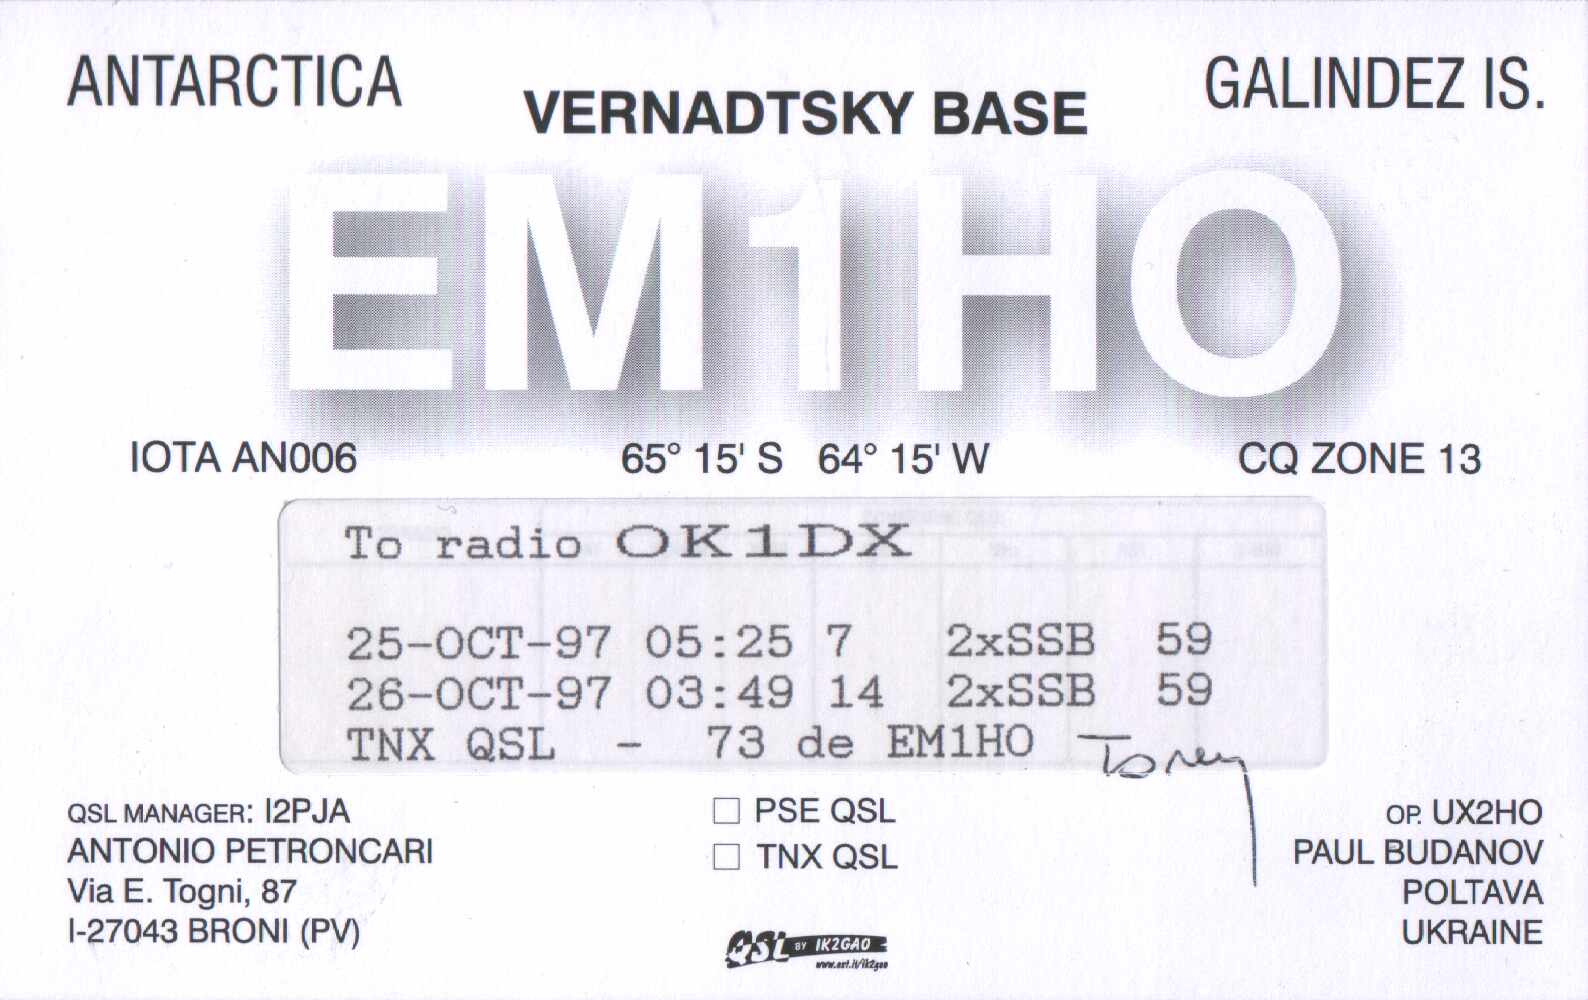 ANTARCTICA
VERNADTSKY BASE
GALINDEZ IS.
EM1HO
IOTA AN006
65° 15' S 64° 15' W
CQ ZONE 13
To radio OK1DX
25-OCT-97 05:25 7 2xSSB 59
26-OCT-97 03:49 14 2xSSB 59
TNX QSL - 73 de EM1HO Tony
QSL MANAGER: I2PJA
ANTONIO PETRONCARI
Via E. Togni, 87
I-27043 BRONI (PV)
PSE QSL
TNX QSL
QSL BY IK2GAO
OP. UX2HO
PAUL BUDANOV
POLTAVA
UKRAINE